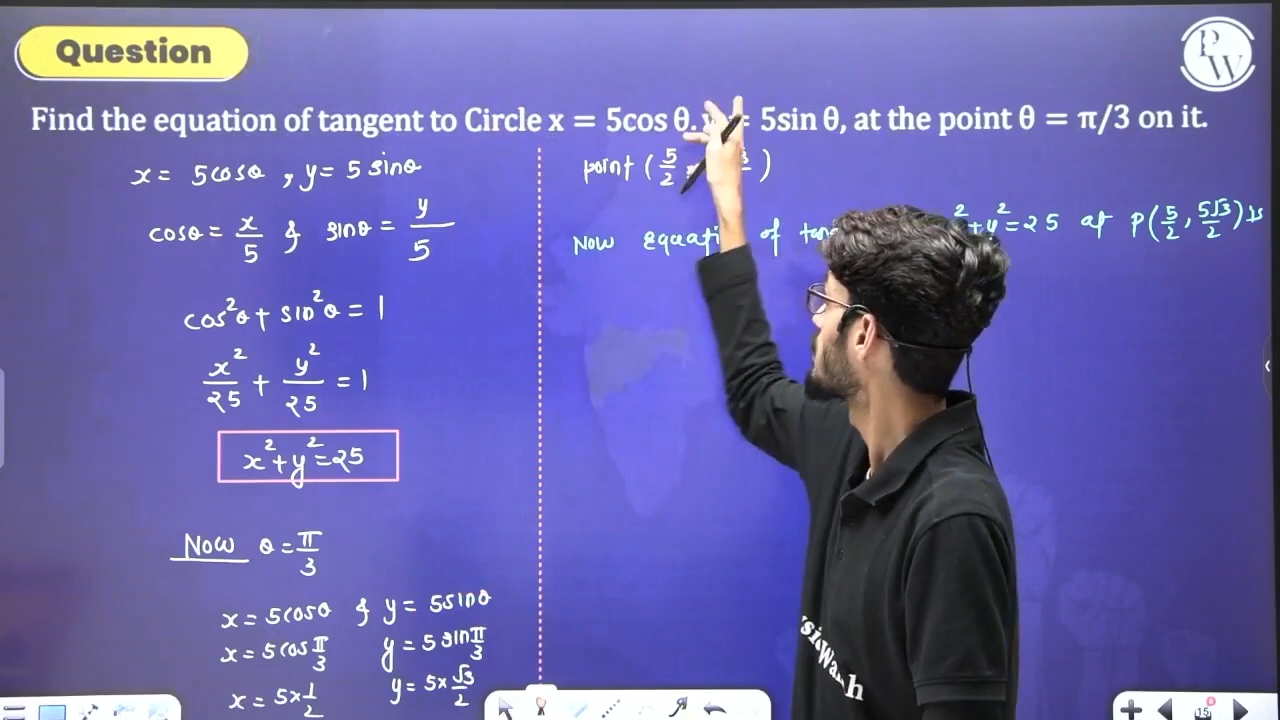 Question
PW
Find the equation of tangent to Circle x = 5cos θ. = 5sin θ, at the point θ = π/3 on it.
x = 5cosθ , y = 5 sinθ
cosθ = x/5 & sinθ = y/5
cos²θ + sin²θ = 1
x²/25 + y²/25 = 1
x² + y² = 25
Now θ = π/3
x = 5cosθ & y = 5sinθ
x = 5cos π/3 y = 5 sin π/3
x = 5×1/2 y = 5×√3/2
point ( 5/2 , )
Now of ² + y² = 25 at P(5/2, 5√3/2) is
15